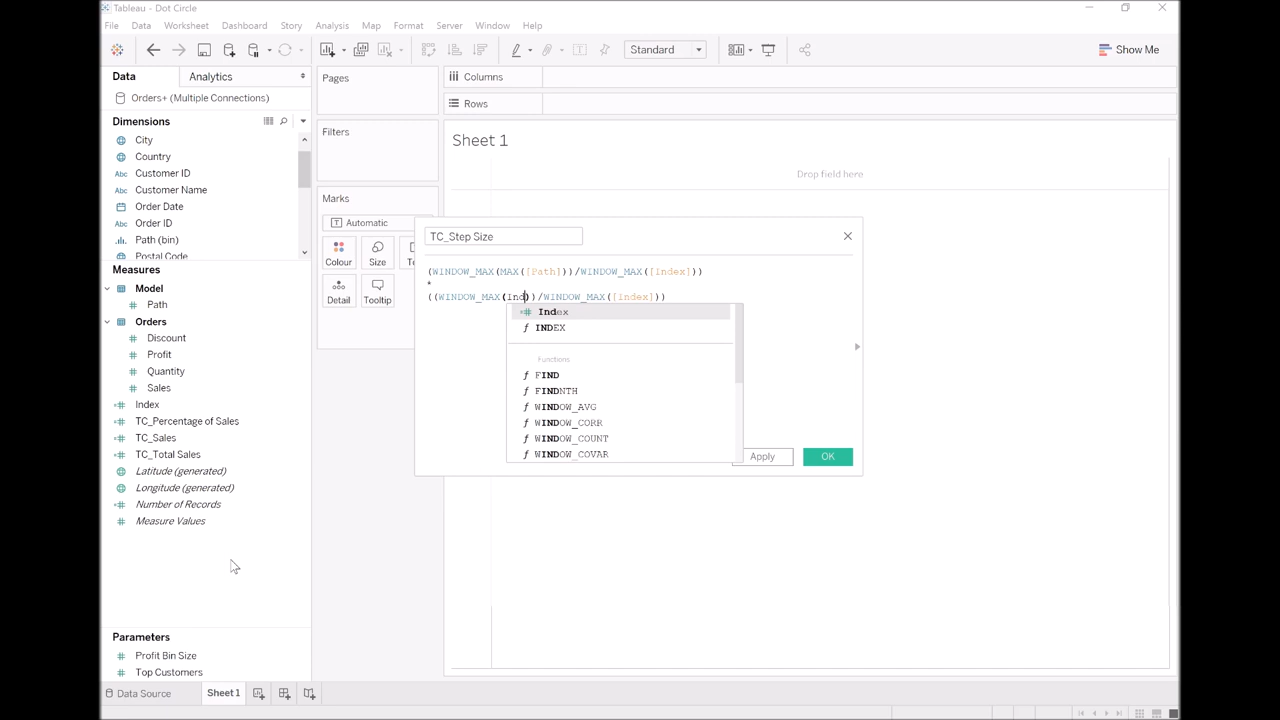 Tableau - Dot Circle
File Data Worksheet Dashboard Story Analysis Map Format Server Window Help
Standard
Show Me
Data
Analytics
Orders+ (Multiple Connections)
Dimensions
City
Country
Abc Customer ID
Abc Customer Name
Order Date
Abc Order ID
Path (bin)
Abc Postal Code
Measures
Model
Path
Orders
Discount
Profit
Quantity
Sales
Index
TC_Percentage of Sales
TC_Sales
TC_Total Sales
Latitude (generated)
Longitude (generated)
Number of Records
Measure Values
Parameters
Profit Bin Size
Top Customers
Pages
Filters
Marks
Automatic
Colour
Size
Detail
Tooltip
Columns
Rows
Sheet 1
Drop field here
TC_Step Size
(WINDOW_MAX(MAX([Path]))/WINDOW_MAX([Index]))
*
((WINDOW_MAX(Ind))/WINDOW_MAX([Index]))
Index
INDEX
Functions
FIND
FINDNTH
WINDOW_AVG
WINDOW_CORR
WINDOW_COUNT
WINDOW_COVAR
Apply
OK
Data Source
Sheet 1